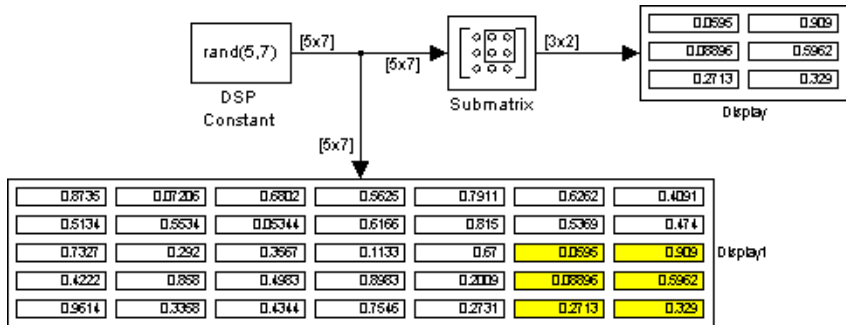 rand(5,7)
DSP
Constant
[5x7]
[5x7]
[5x7]
Submatrix
[3x2]
0.0595 0.909
0.08896 0.5962
0.2713 0.329
Display
0.8735 0.07206 0.6802 0.5625 0.7911 0.6262 0.4091
0.5134 0.5534 0.05344 0.6166 0.815 0.5369 0.474
0.7327 0.292 0.3567 0.1133 0.67 0.0595 0.909
0.4222 0.858 0.4983 0.8983 0.2009 0.08896 0.5962
0.9614 0.3358 0.4344 0.7546 0.2731 0.2713 0.329
Display1